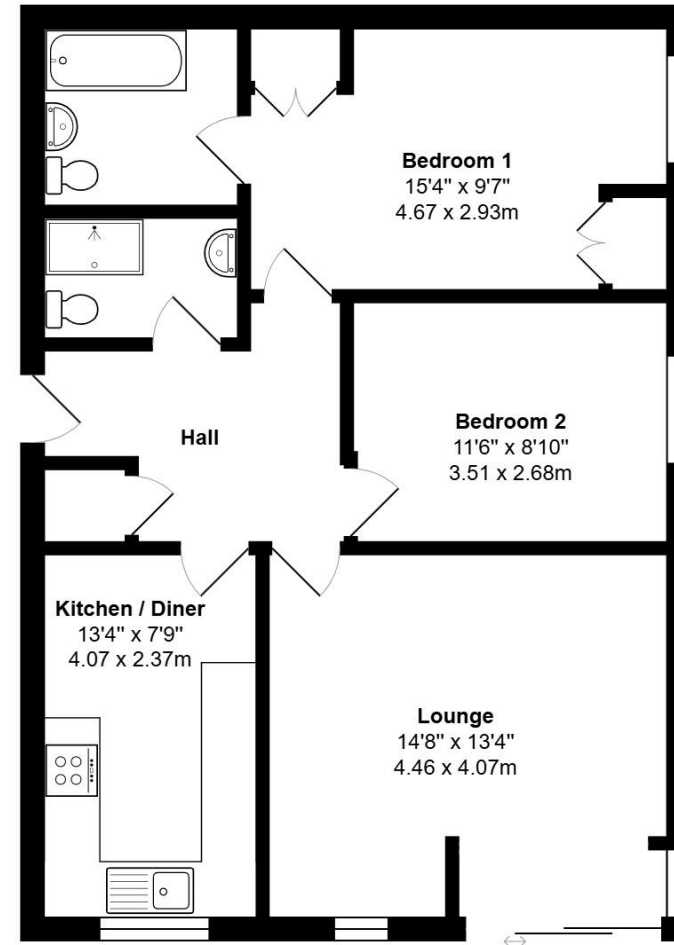 Bedroom 1
15'4" x 9'7"
4.67 x 2.93m
Hall
Bedroom 2
11'6" x 8'10"
3.51 x 2.68m
Kitchen / Diner
13'4" x 7'9"
4.07 x 2.37m
Lounge
14'8" x 13'4"
4.46 x 4.07m